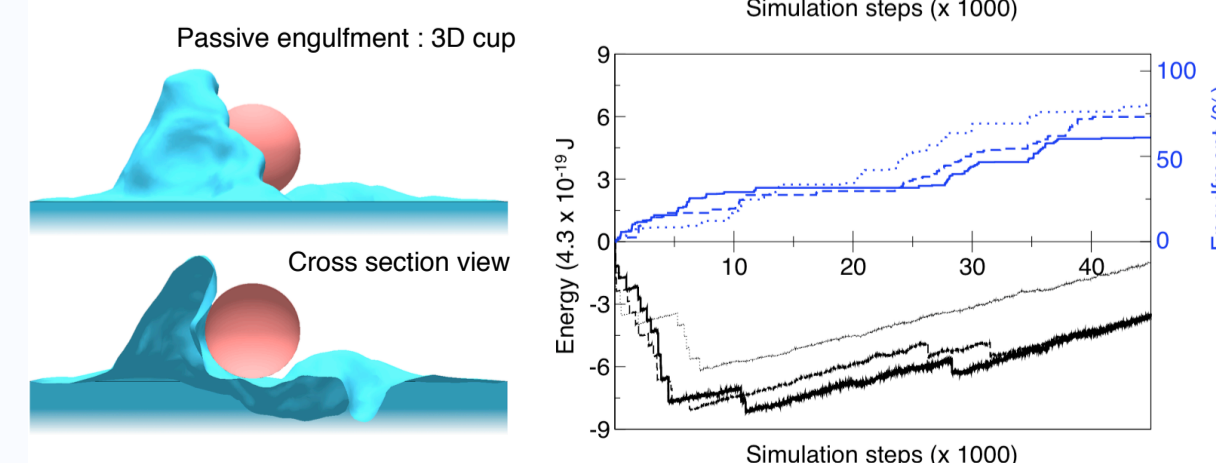 Simulation steps (x 1000)
Passive engulfment : 3D cup
Cross section view
Energy (4.3 x 10-19 J
9
6
3
0
-3
-6
-9
10
20
30
40
100
50
0
Simulation steps (x 1000)